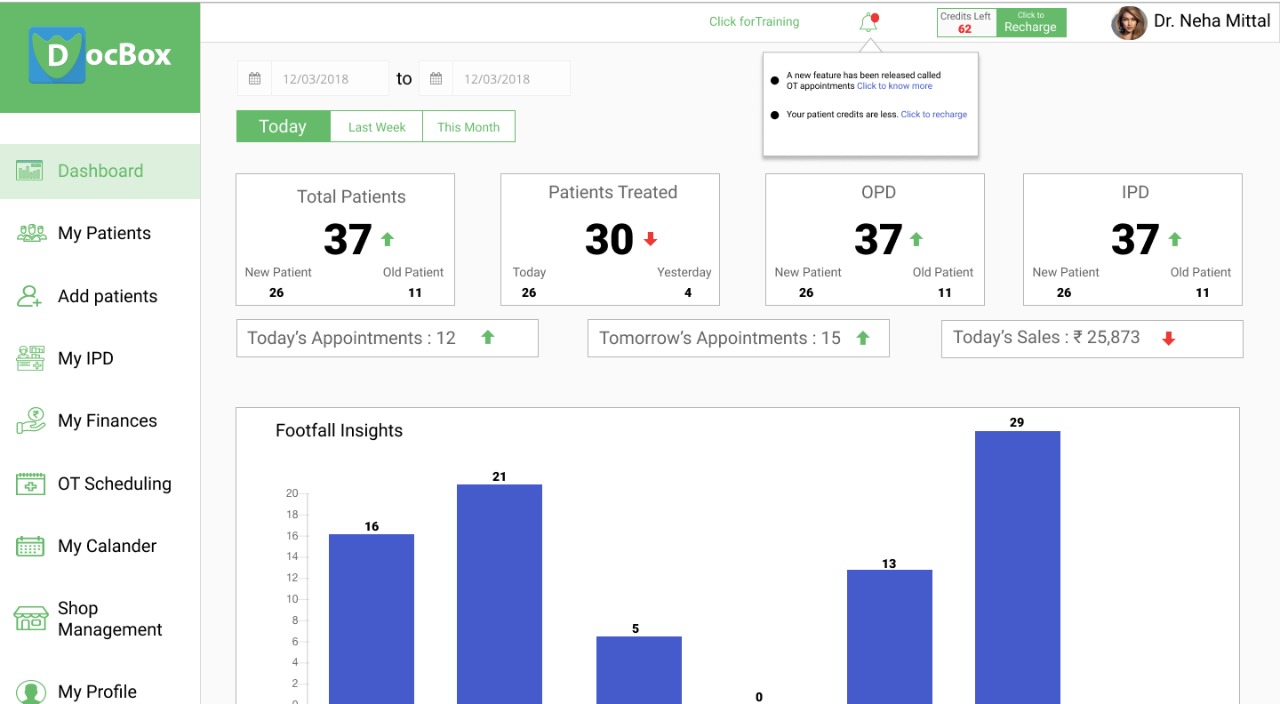 DocBox
Click forTraining
Credits Left
62
Click to
Recharge
Dr. Neha Mittal
A new feature has been released called
OT appointments Click to know more
Your patient credits are less. Click to recharge
12/03/2018 to 12/03/2018
Today
Last Week
This Month
Dashboard
My Patients
Add patients
My IPD
My Finances
OT Scheduling
My Calander
Shop
Management
My Profile
Total Patients
37
New Patient Old Patient
26 11
Patients Treated
30
Today Yesterday
26 4
OPD
37
New Patient Old Patient
26 11
IPD
37
New Patient Old Patient
26 11
Today’s Appointments : 12
Tomorrow’s Appointments : 15
Today’s Sales : ₹ 25,873
Footfall Insights
20
18
16
14
12
10
8
6
4
2
0
16
21
5
0
13
29